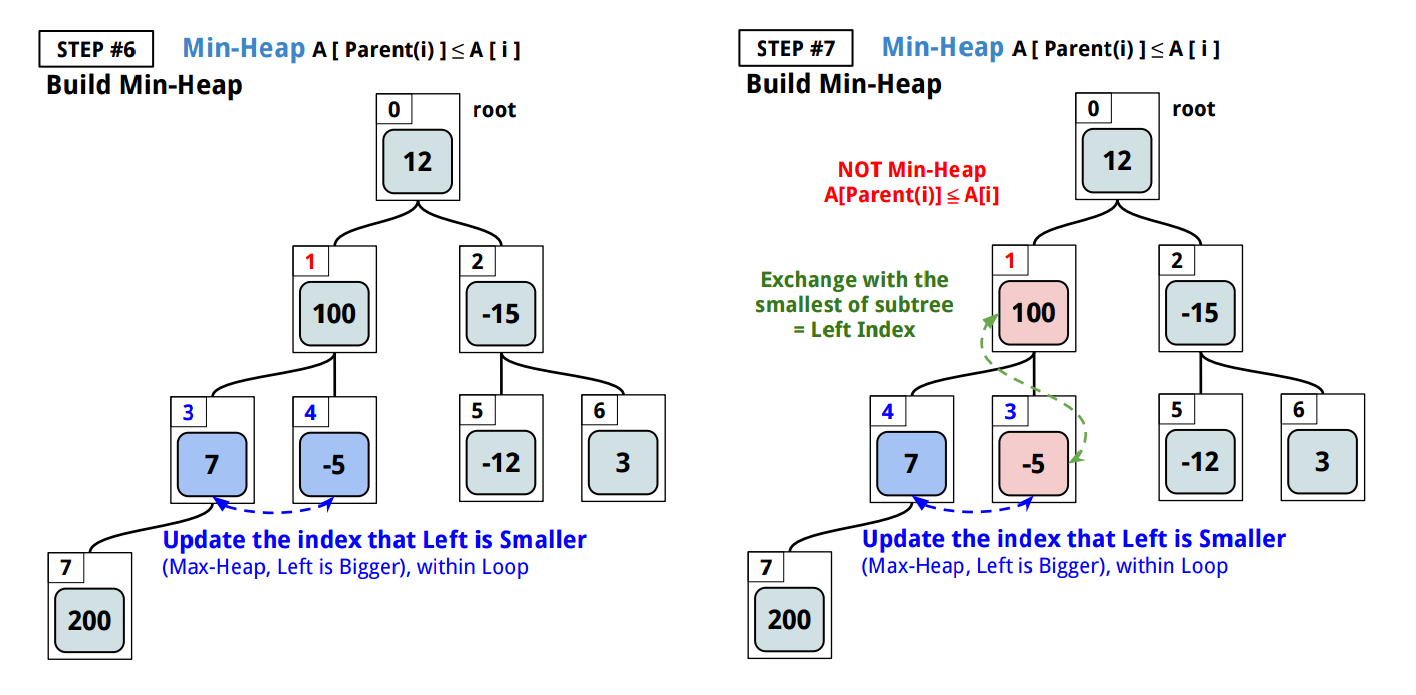 STEP #6 Min-Heap A [ Parent(i) ] ≤ A [ i ]
Build Min-Heap
0 root
12
1 2
100 -15
3 4 5 6
7 -5 -12 3
Update the index that Left is Smaller
(Max-Heap, Left is Bigger), within Loop
7
200
STEP #7 Min-Heap A [ Parent(i) ] ≤ A [ i ]
Build Min-Heap
0 root
12
NOT Min-Heap
A[Parent(i)] ≰ A[i]
1 2
100 -15
Exchange with the
smallest of subtree
= Left Index
4 3 5 6
7 -5 -12 3
Update the index that Left is Smaller
(Max-Heap, Left is Bigger), within Loop
7
200